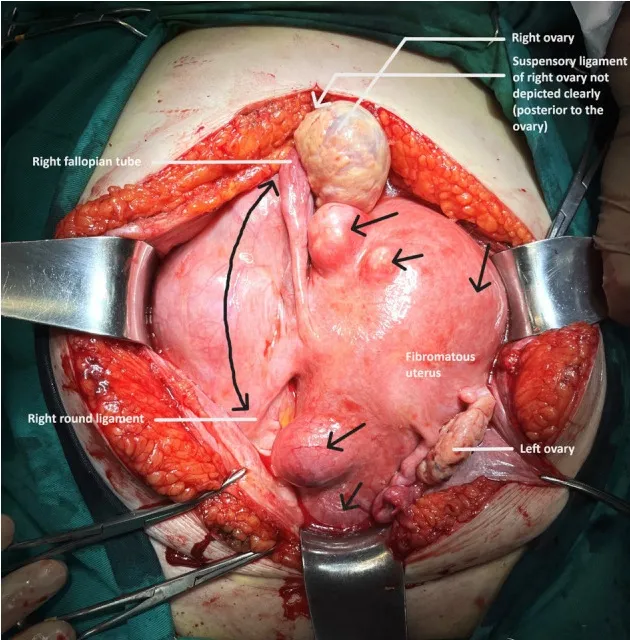 Right ovary
Suspensory ligament
of right ovary not
depicted clearly
(posterior to the
ovary)
Right fallopian tube
Fibromatous
uterus
Right round ligament
Left ovary